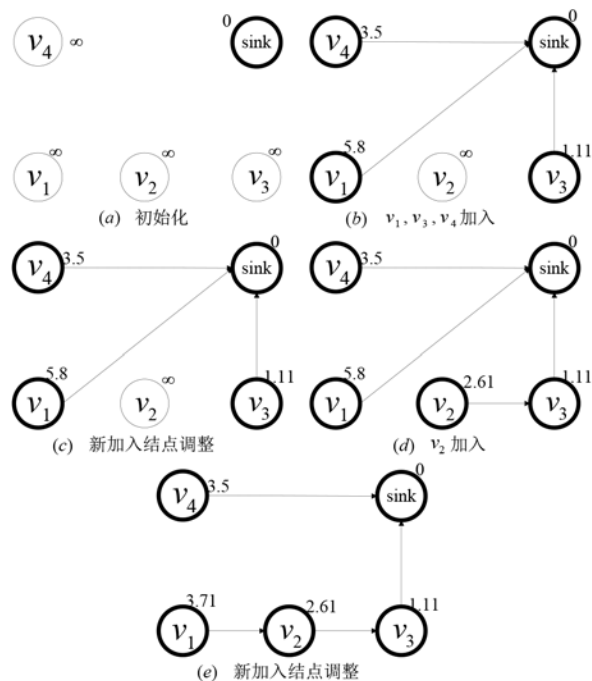 0 0
v4 ∞ sink v4 3.5 sink
∞ ∞ ∞ 5.8 ∞ 1.11
v1 v2 v3 v1 v2 v3
(a) 初始化 (b) v1, v3, v4 加入
0 0
v4 3.5 sink v4 3.5 sink
5.8 ∞ 1.11 5.8 2.61 1.11
v1 v2 v3 v1 v2 v3
(c) 新加入结点调整 (d) v2 加入
0
v4 3.5 sink
3.71 2.61 1.11
v1 v2 v3
(e) 新加入结点调整